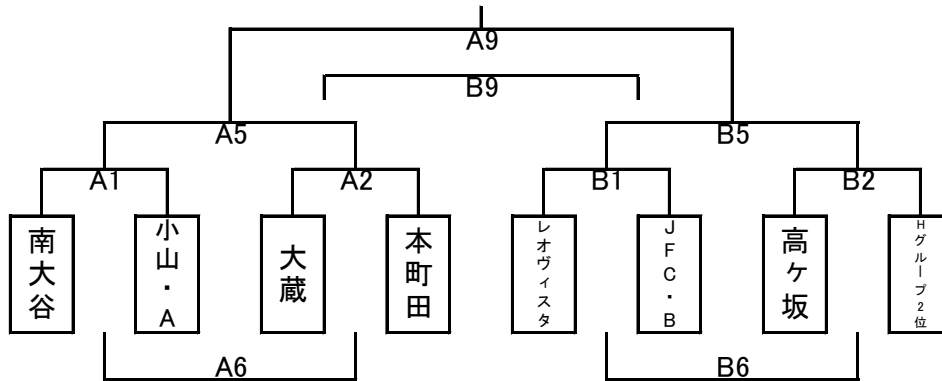 A9
B9
A5
B5
A1
A2
B1
B2
南大谷
小山・A
大蔵
本町田
レオヴィスタ
JFC・B
高ケ坂
Hグループ2位
A6
B6